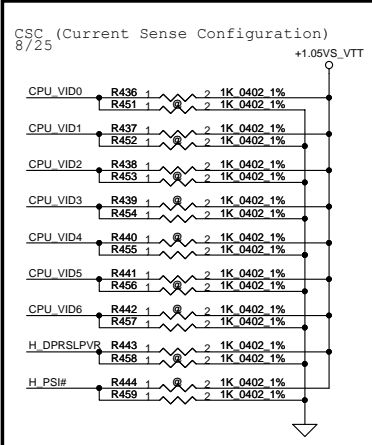 CSC (Current Sense Configuration)
8/25
+1.05VS_VTT
CPU_VID0 R436 1 2 1K_0402_1%
R451 1 @ 2 1K_0402_1%
CPU_VID1 R437 1 2 1K_0402_1%
R452 1 @ 2 1K_0402_1%
CPU_VID2 R438 1 2 1K_0402_1%
R453 1 @ 2 1K_0402_1%
CPU_VID3 R439 1 @ 2 1K_0402_1%
R454 1 2 1K_0402_1%
CPU_VID4 R440 1 @ 2 1K_0402_1%
R455 1 2 1K_0402_1%
CPU_VID5 R441 1 2 1K_0402_1%
R456 1 @ 2 1K_0402_1%
CPU_VID6 R442 1 @ 2 1K_0402_1%
R457 1 2 1K_0402_1%
H_DPRSLPVR R443 1 2 1K_0402_1%
R458 1 @ 2 1K_0402_1%
H_PSI# R444 1 @ 2 1K_0402_1%
R459 1 2 1K_0402_1%